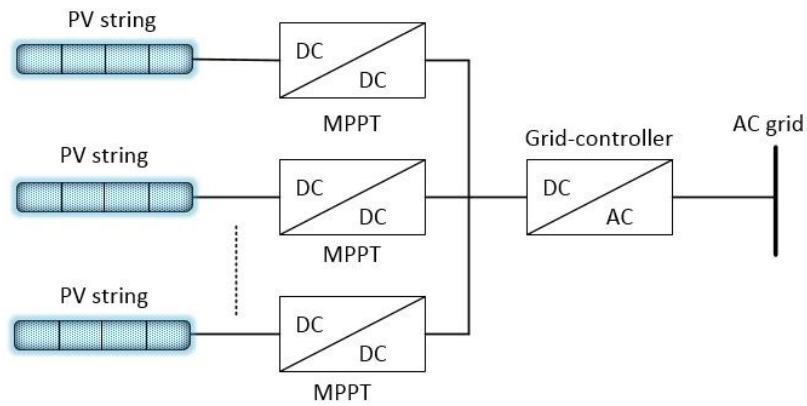 PV string
DC
DC
MPPT
PV string
DC
DC
MPPT
PV string
DC
DC
MPPT
Grid-controller
DC
AC
AC grid